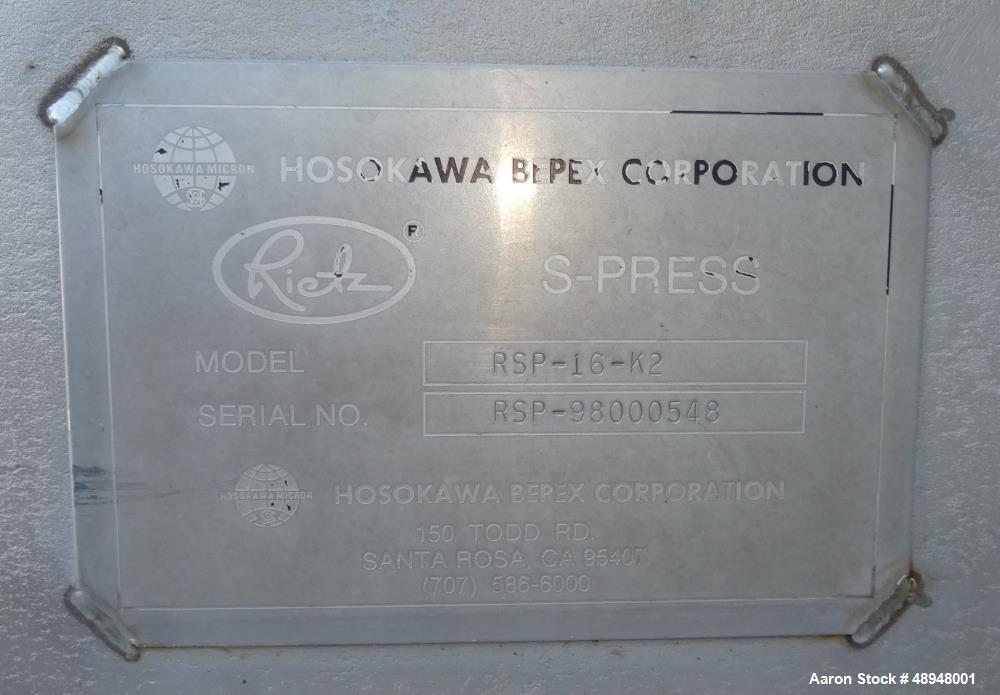 HOSOKAWA MICRON
HOSOKAWA BEPEX CORPORATION
Rietz ®
S-PRESS
MODEL RSP-16-K2
SERIAL NO. RSP-98000548
HOSOKAWA MICRON
HOSOKAWA BEPEX CORPORATION
150 TODD RD.
SANTA ROSA, CA 95407
(707) 586-6000
Aaron Stock # 48948001